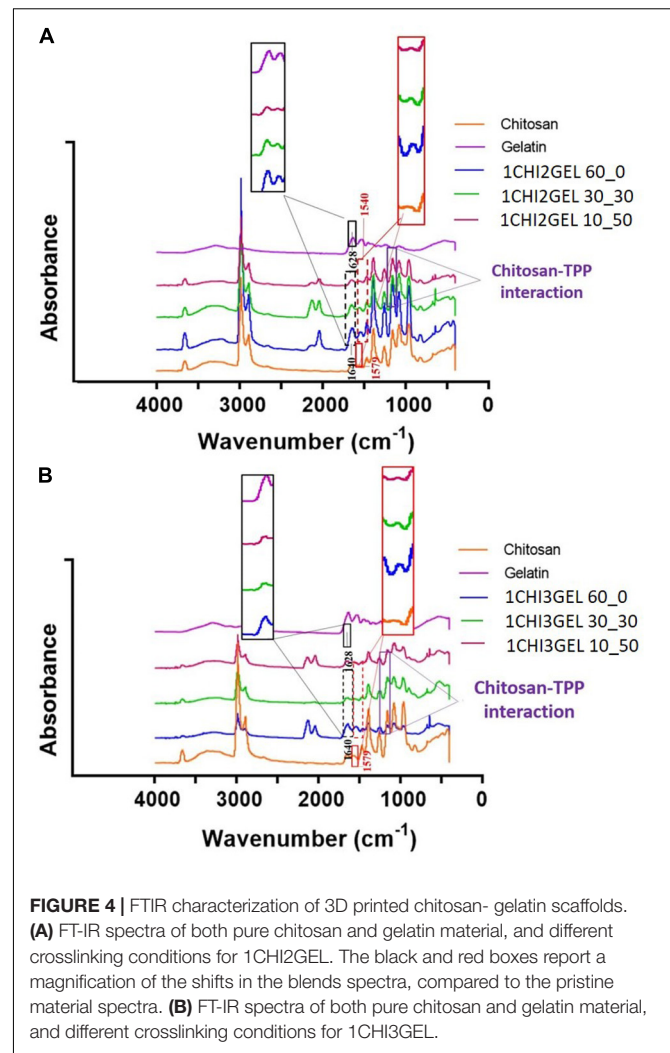 A
Chitosan
Gelatin
1CHI2GEL 60_0
1CHI2GEL 30_30
1CHI2GEL 10_50
Absorbance
1540
1628
Chitosan-TPP
interaction
1640
1579
4000 3000 2000 1000 0
Wavenumber (cm-1)
B
Chitosan
Gelatin
1CHI3GEL 60_0
1CHI3GEL 30_30
1CHI3GEL 10_50
Absorbance
1628
Chitosan-TPP
interaction
1640
1579
4000 3000 2000 1000 0
Wavenumber (cm-1)
FIGURE 4 | FTIR characterization of 3D printed chitosan- gelatin scaffolds.
(A) FT-IR spectra of both pure chitosan and gelatin material, and different
crosslinking conditions for 1CHI2GEL. The black and red boxes report a
magnification of the shifts in the blends spectra, compared to the pristine
material spectra. (B) FT-IR spectra of both pure chitosan and gelatin material,
and different crosslinking conditions for 1CHI3GEL.